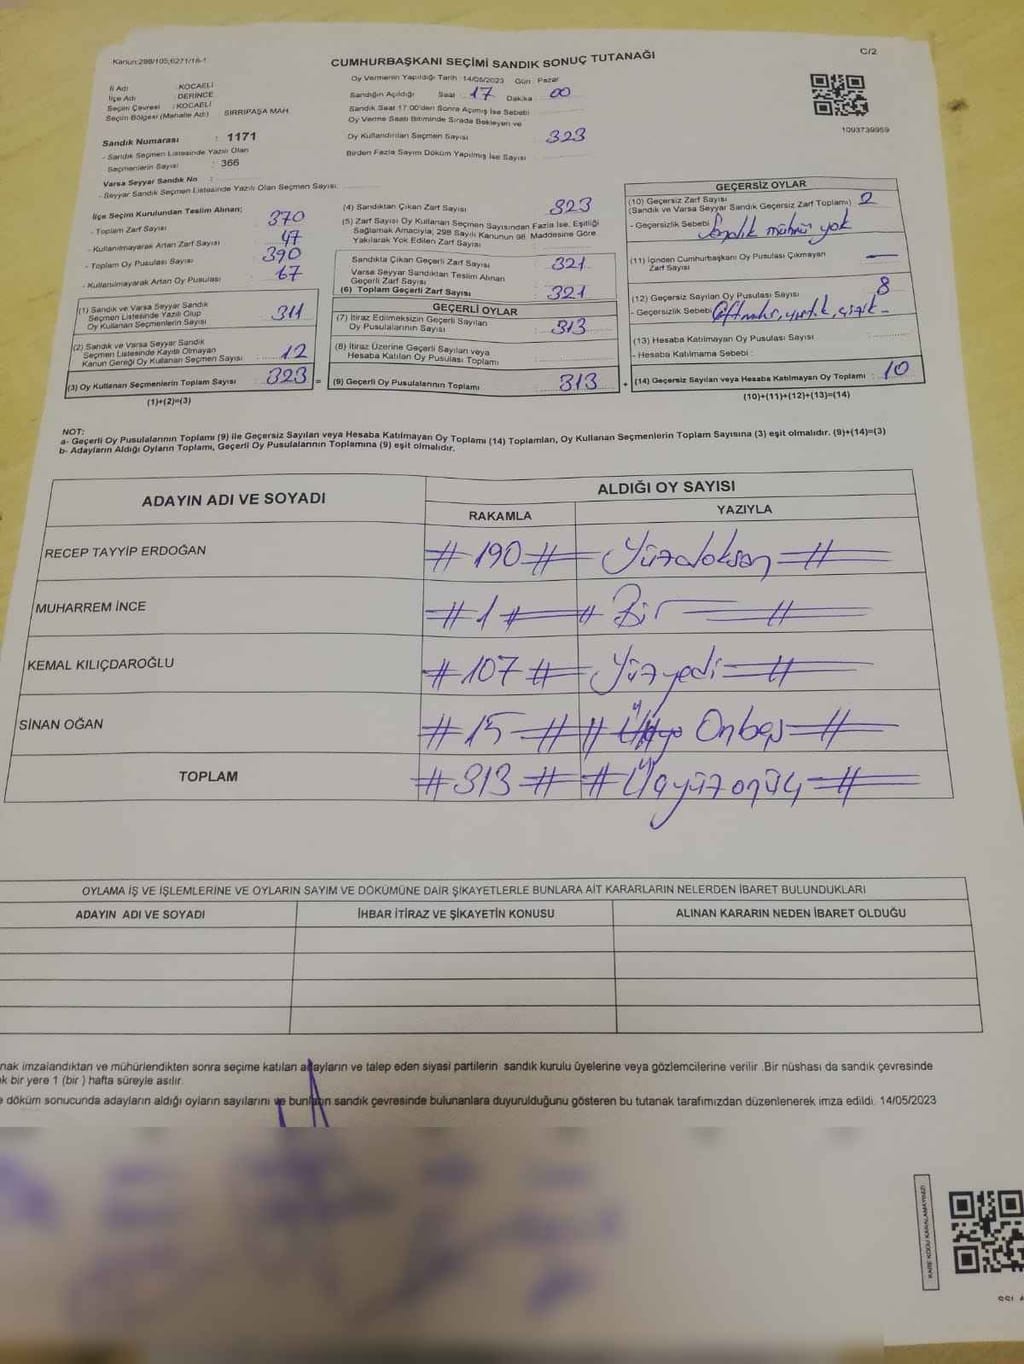 Kanun:298/105,6271/18-1
CUMHURBAŞKANI SEÇİMİ SANDIK SONUÇ TUTANAĞI
C/2
İl Adı : KOCAELİ
İlçe Adı : DERİNCE
Seçim Çevresi : KOCAELİ
Seçim Bölgesi (Mahalle Adı) SIRRIPAŞA MAH.
Sandık Numarası : 1171
- Sandık Seçmen Listesinde Yazılı Olan
Seçmenlerin Sayısı : 366
Varsa Seyyar Sandık No :
- Seyyar Sandık Seçmen Listesinde Yazılı Olan Seçmen Sayısı:
Oy Vermenin Yapıldığı Tarih 14/05/2023 Gün : Pazar
Sandığın Açıldığı Saat 17 Dakika 00
Sandık Saat 17:00'den Sonra Açılmış İse Sebebi
Oy Verme Saati Bitiminde Sırada Bekleyen ve
Oy Kullandırılan Seçmen Sayısı 323
Birden Fazla Sayım Döküm Yapılmış İse Sayısı
1093739959
İlçe Seçim Kurulundan Teslim Alınan;
- Toplam Zarf Sayısı 370
- Kullanılmayarak Artan Zarf Sayısı 47
- Toplam Oy Pusulası Sayısı 390
- Kullanılmayarak Artan Oy Pusulası 67
(1) Sandık ve Varsa Seyyar Sandık
Seçmen Listesinde Yazılı Olup
Oy Kullanan Seçmenlerin Sayısı 311
(2) Sandık ve Varsa Seyyar Sandık
Seçmen Listesinde Kayıtlı Olmayan
Kanun Gereği Oy Kullanan Seçmen Sayısı 12
(3) Oy Kullanan Seçmenlerin Toplam Sayısı 323 =
(1)+(2)=(3)
(4) Sandıktan Çıkan Zarf Sayısı 323
(5) Zarf Sayısı Oy Kullanan Seçmen Sayısından Fazla İse, Eşitliği
Sağlamak Amacıyla; 298 Sayılı Kanunun 98. Maddesine Göre
Yakılarak Yok Edilen Zarf Sayısı
Sandıkta Çıkan Geçerli Zarf Sayısı 321
Varsa Seyyar Sandıktan Teslim Alınan
Geçerli Zarf Sayısı
(6) Toplam Geçerli Zarf Sayısı 321
GEÇERLİ OYLAR
(7) İtiraz Edilmeksizin Geçerli Sayılan
Oy Pusulalarının Sayısı 313
(8) İtiraz Üzerine Geçerli Sayılan veya
Hesaba Katılan Oy Pusulası Toplamı
(9) Geçerli Oy Pusulalarının Toplamı 313 +
GEÇERSİZ OYLAR
(10) Geçersiz Zarf Sayısı
(Sandık ve Varsa Seyyar Sandık Geçersiz Zarf Toplamı) 2
- Geçersizlik Sebebi Sandık mührü yok
(11) İçinden Cumhurbaşkanı Oy Pusulası Çıkmayan
Zarf Sayısı —
(12) Geçersiz Sayılan Oy Pusulası Sayısı 8
- Geçersizlik Sebebi
(13) Hesaba Katılmayan Oy Pusulası Sayısı
- Hesaba Katılmama Sebebi :
(14) Geçersiz Sayılan veya Hesaba Katılmayan Oy Toplamı : 10
(10)+(11)+(12)+(13)=(14)
NOT:
a- Geçerli Oy Pusulalarının Toplamı (9) ile Geçersiz Sayılan veya Hesaba Katılmayan Oy Toplamı (14) Toplamları, Oy Kullanan Seçmenlerin Toplam Sayısına (3) eşit olmalıdır. (9)+(14)=(3)
b- Adayların Aldığı Oyların Toplamı, Geçerli Oy Pusulalarının Toplamına (9) eşit olmalıdır.
ADAYIN ADI VE SOYADI
ALDIĞI OY SAYISI
RAKAMLA YAZIYLA
RECEP TAYYİP ERDOĞAN # 190 # Yüzdoksan #
MUHARREM İNCE # 1 # # Bir #
KEMAL KILIÇDAROĞLU # 107 # Yüzyedi #
SİNAN OĞAN # 15 # # Onbeş #
TOPLAM # 313 # # Üçyüzonüç #
OYLAMA İŞ VE İŞLEMLERİNE VE OYLARIN SAYIM VE DÖKÜMÜNE DAİR ŞİKAYETLERLE BUNLARA AİT KARARLARIN NELERDEN İBARET BULUNDUKLARI
ADAYIN ADI VE SOYADI İHBAR İTİRAZ VE ŞİKAYETİN KONUSU ALINAN KARARIN NEDEN İBARET OLDUĞU
nak imzalandıktan ve mühürlendikten sonra seçime katılan adayların ve talep eden siyasi partilerin sandık kurulu üyelerine veya gözlemcilerine verilir .Bir nüshası da sandık çevresinde
k bir yere 1 (bir ) hafta süreyle asılır.
e döküm sonucunda adayların aldığı oyların sayılarını ve bunların sandık çevresinde bulunanlara duyurulduğunu gösteren bu tutanak tarafımızdan düzenlenerek imza edildi. 14/05/2023
KARE KODU KARALAMAYINIZ!